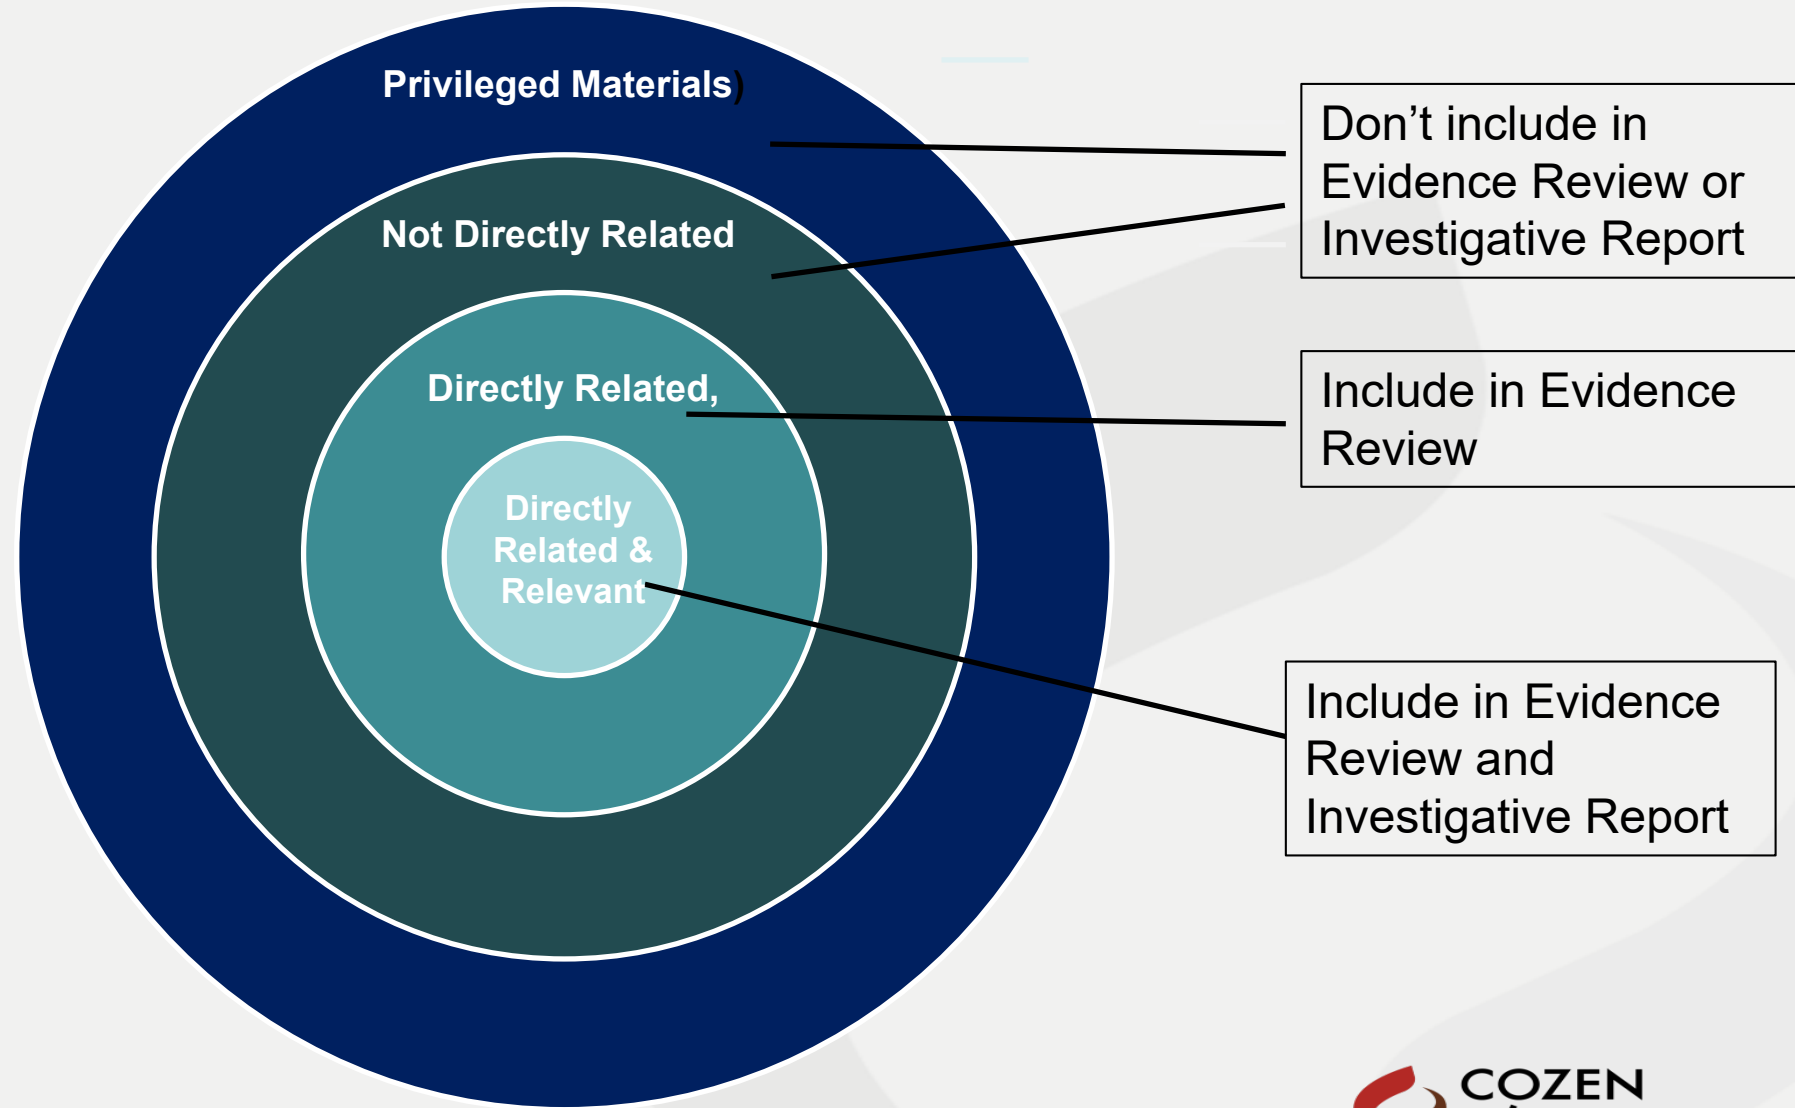 Privileged Materials)
Not Directly Related
Directly Related,
Directly
Related &
Relevant
Don’t include in
Evidence Review or
Investigative Report
Include in Evidence
Review
Include in Evidence
Review and
Investigative Report
COZEN